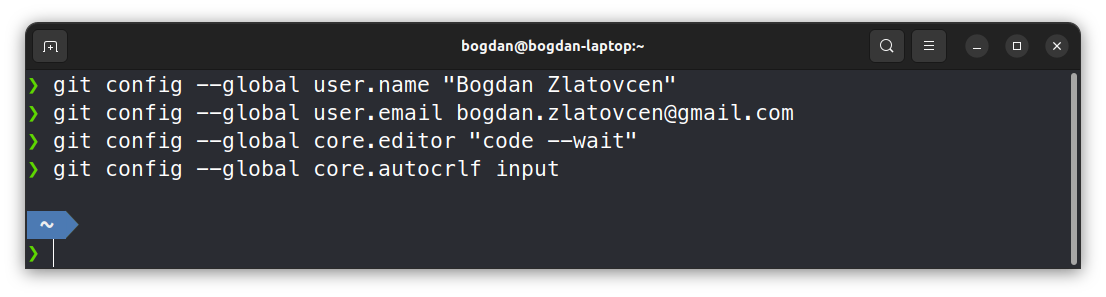 bogdan@bogdan-laptop:~
❯ git config --global user.name "Bogdan Zlatovcen"
❯ git config --global user.email bogdan.zlatovcen@gmail.com
❯ git config --global core.editor "code --wait"
❯ git config --global core.autocrlf input
~
❯